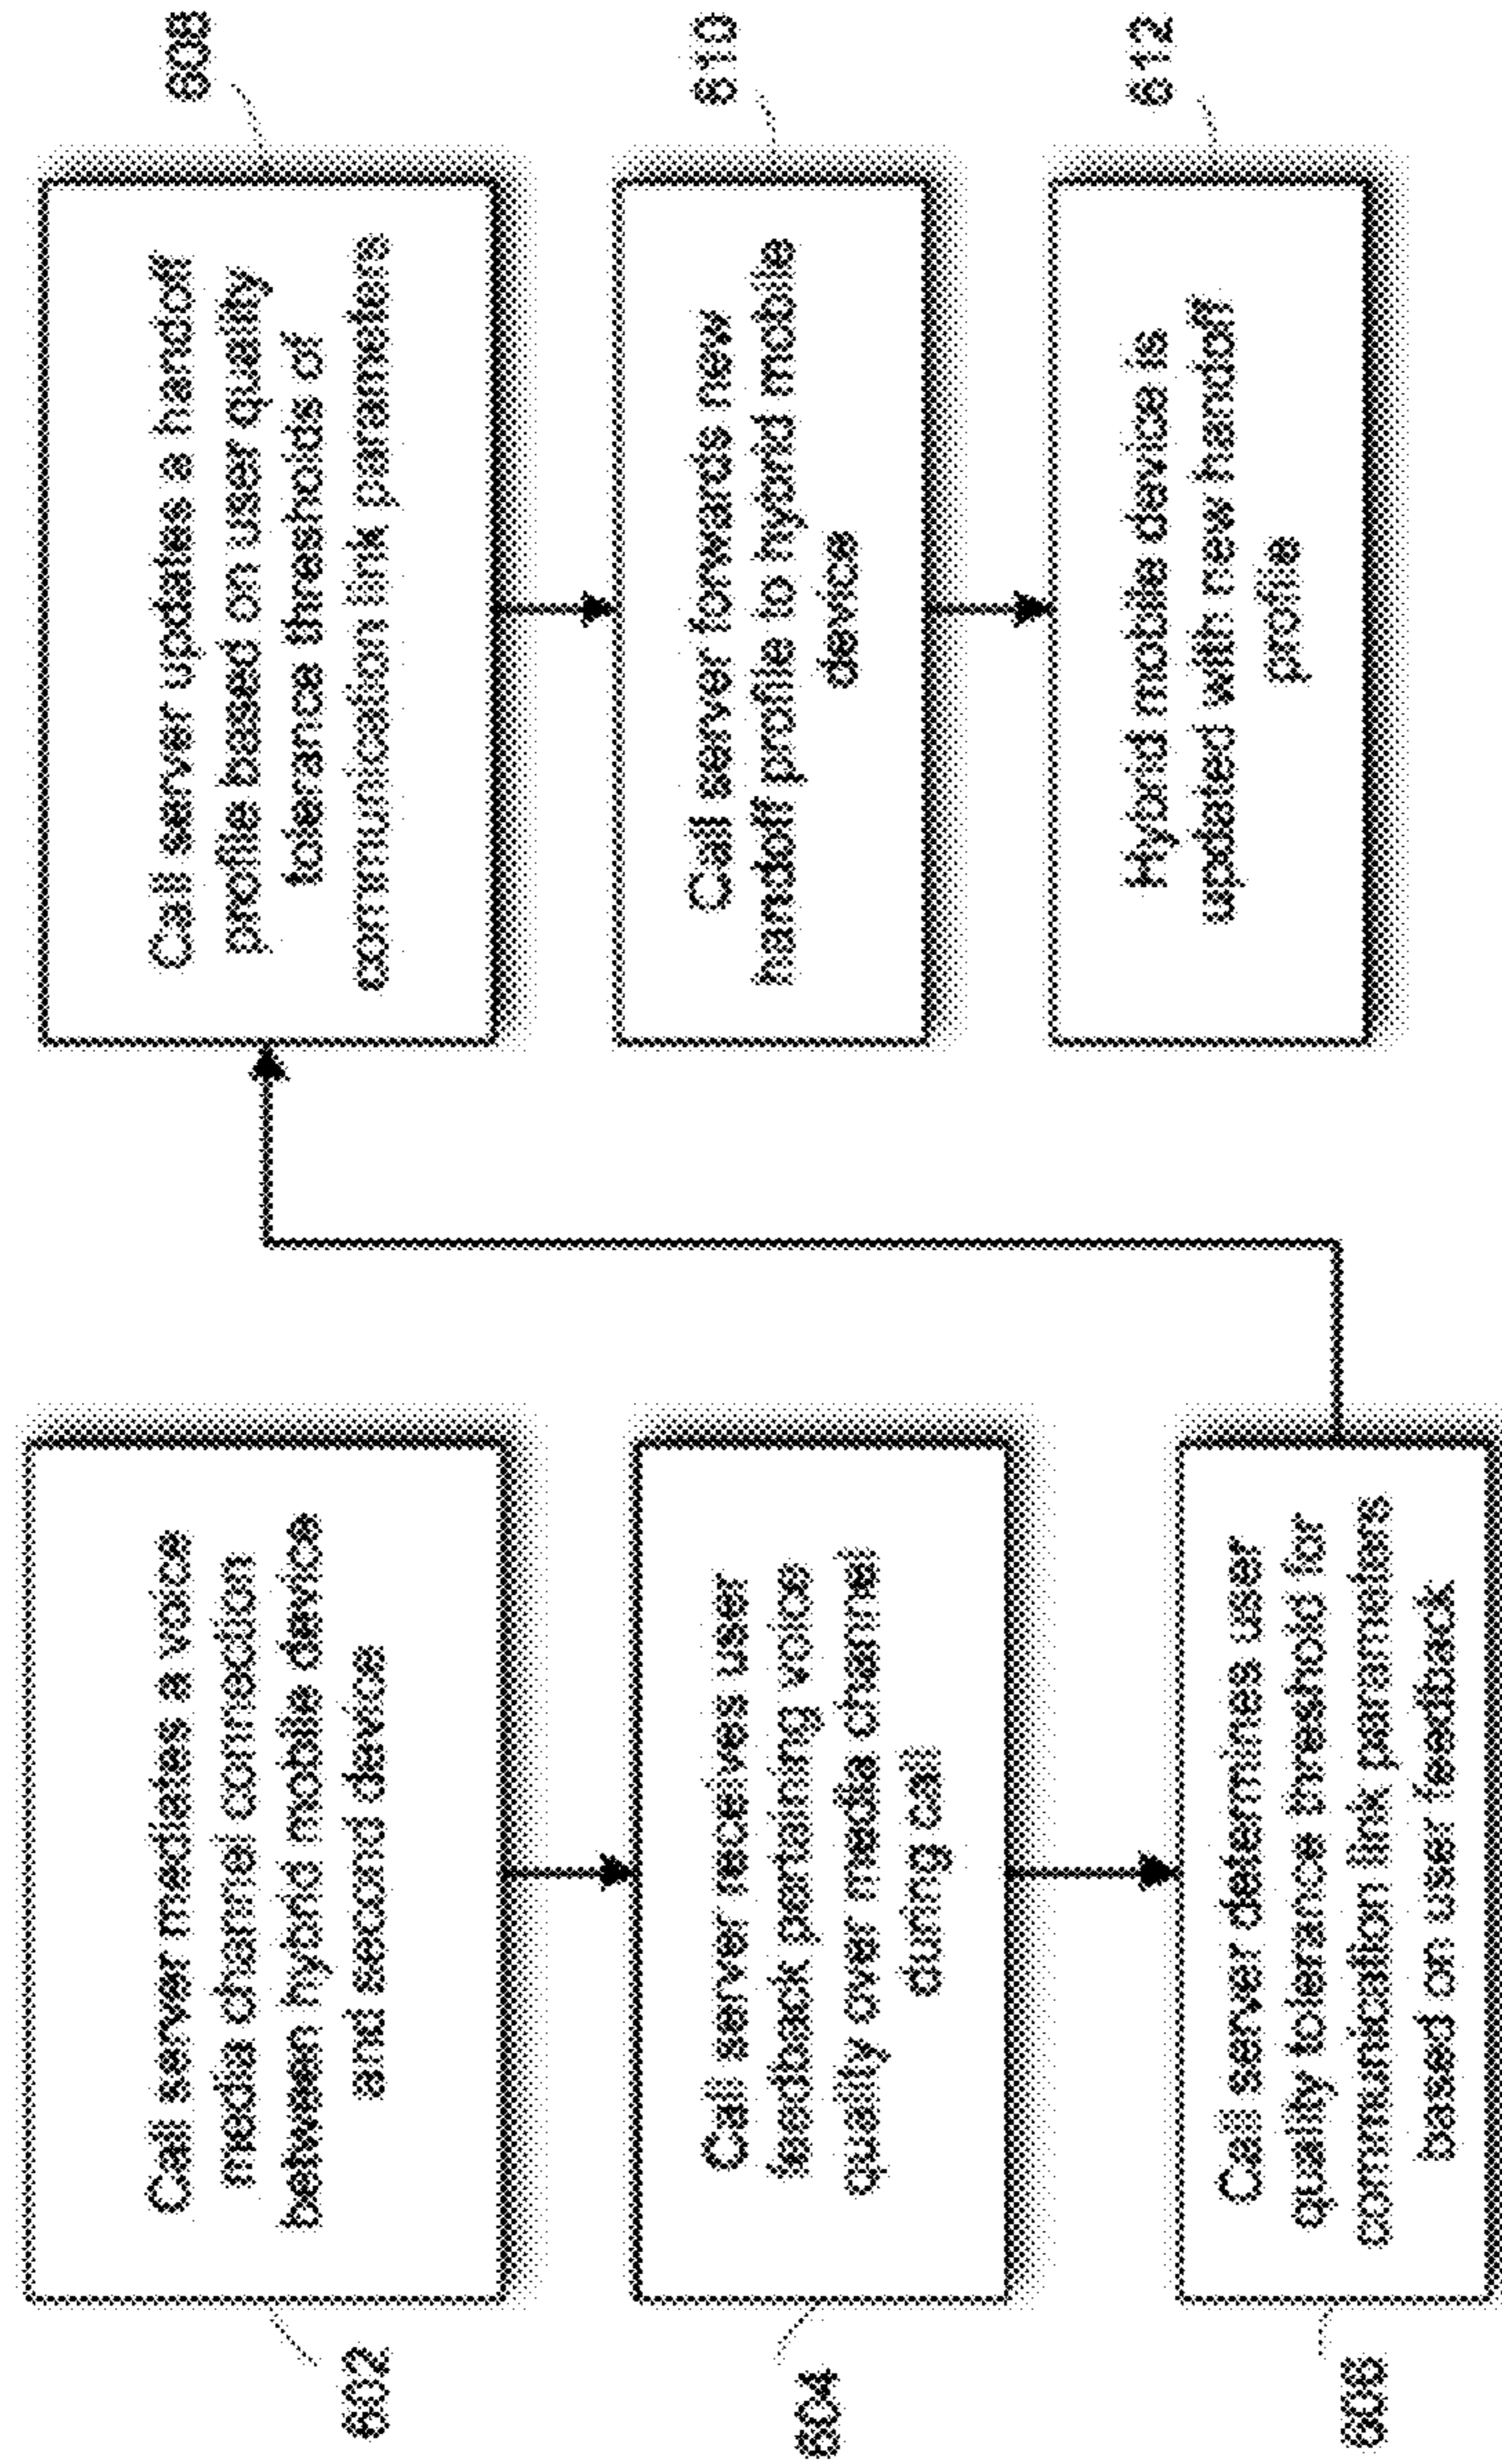 602
Call server mediates a voice
media channel connection
between hybrid mobile device
and second device
604
Call server receives user
feedback pertaining voice
quality over media channel
during call
606
Call server determines user
quality tolerance threshold for
communication link parameters
based on user feedback
608
Call server updates a handoff
profile based on user quality
tolerance thresholds of
communication link parameters
610
Call server forwards new
handoff profile to hybrid mobile
device
612
Hybrid mobile device is
updated with new handoff
profile